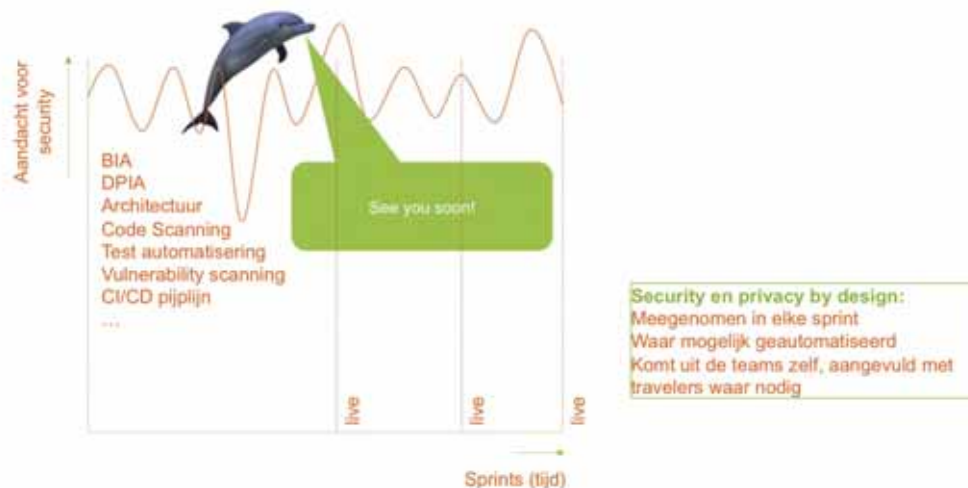 Aandacht voor
security
See you soon!
BIA
DPIA
Architectuur
Code Scanning
Test automatisering
Vulnerability scanning
CI/CD pijplijn
…
live
live
live
Sprints (tijd)
Security en privacy by design:
Meegenomen in elke sprint
Waar mogelijk geautomatiseerd
Komt uit de teams zelf, aangevuld met
travelers waar nodig